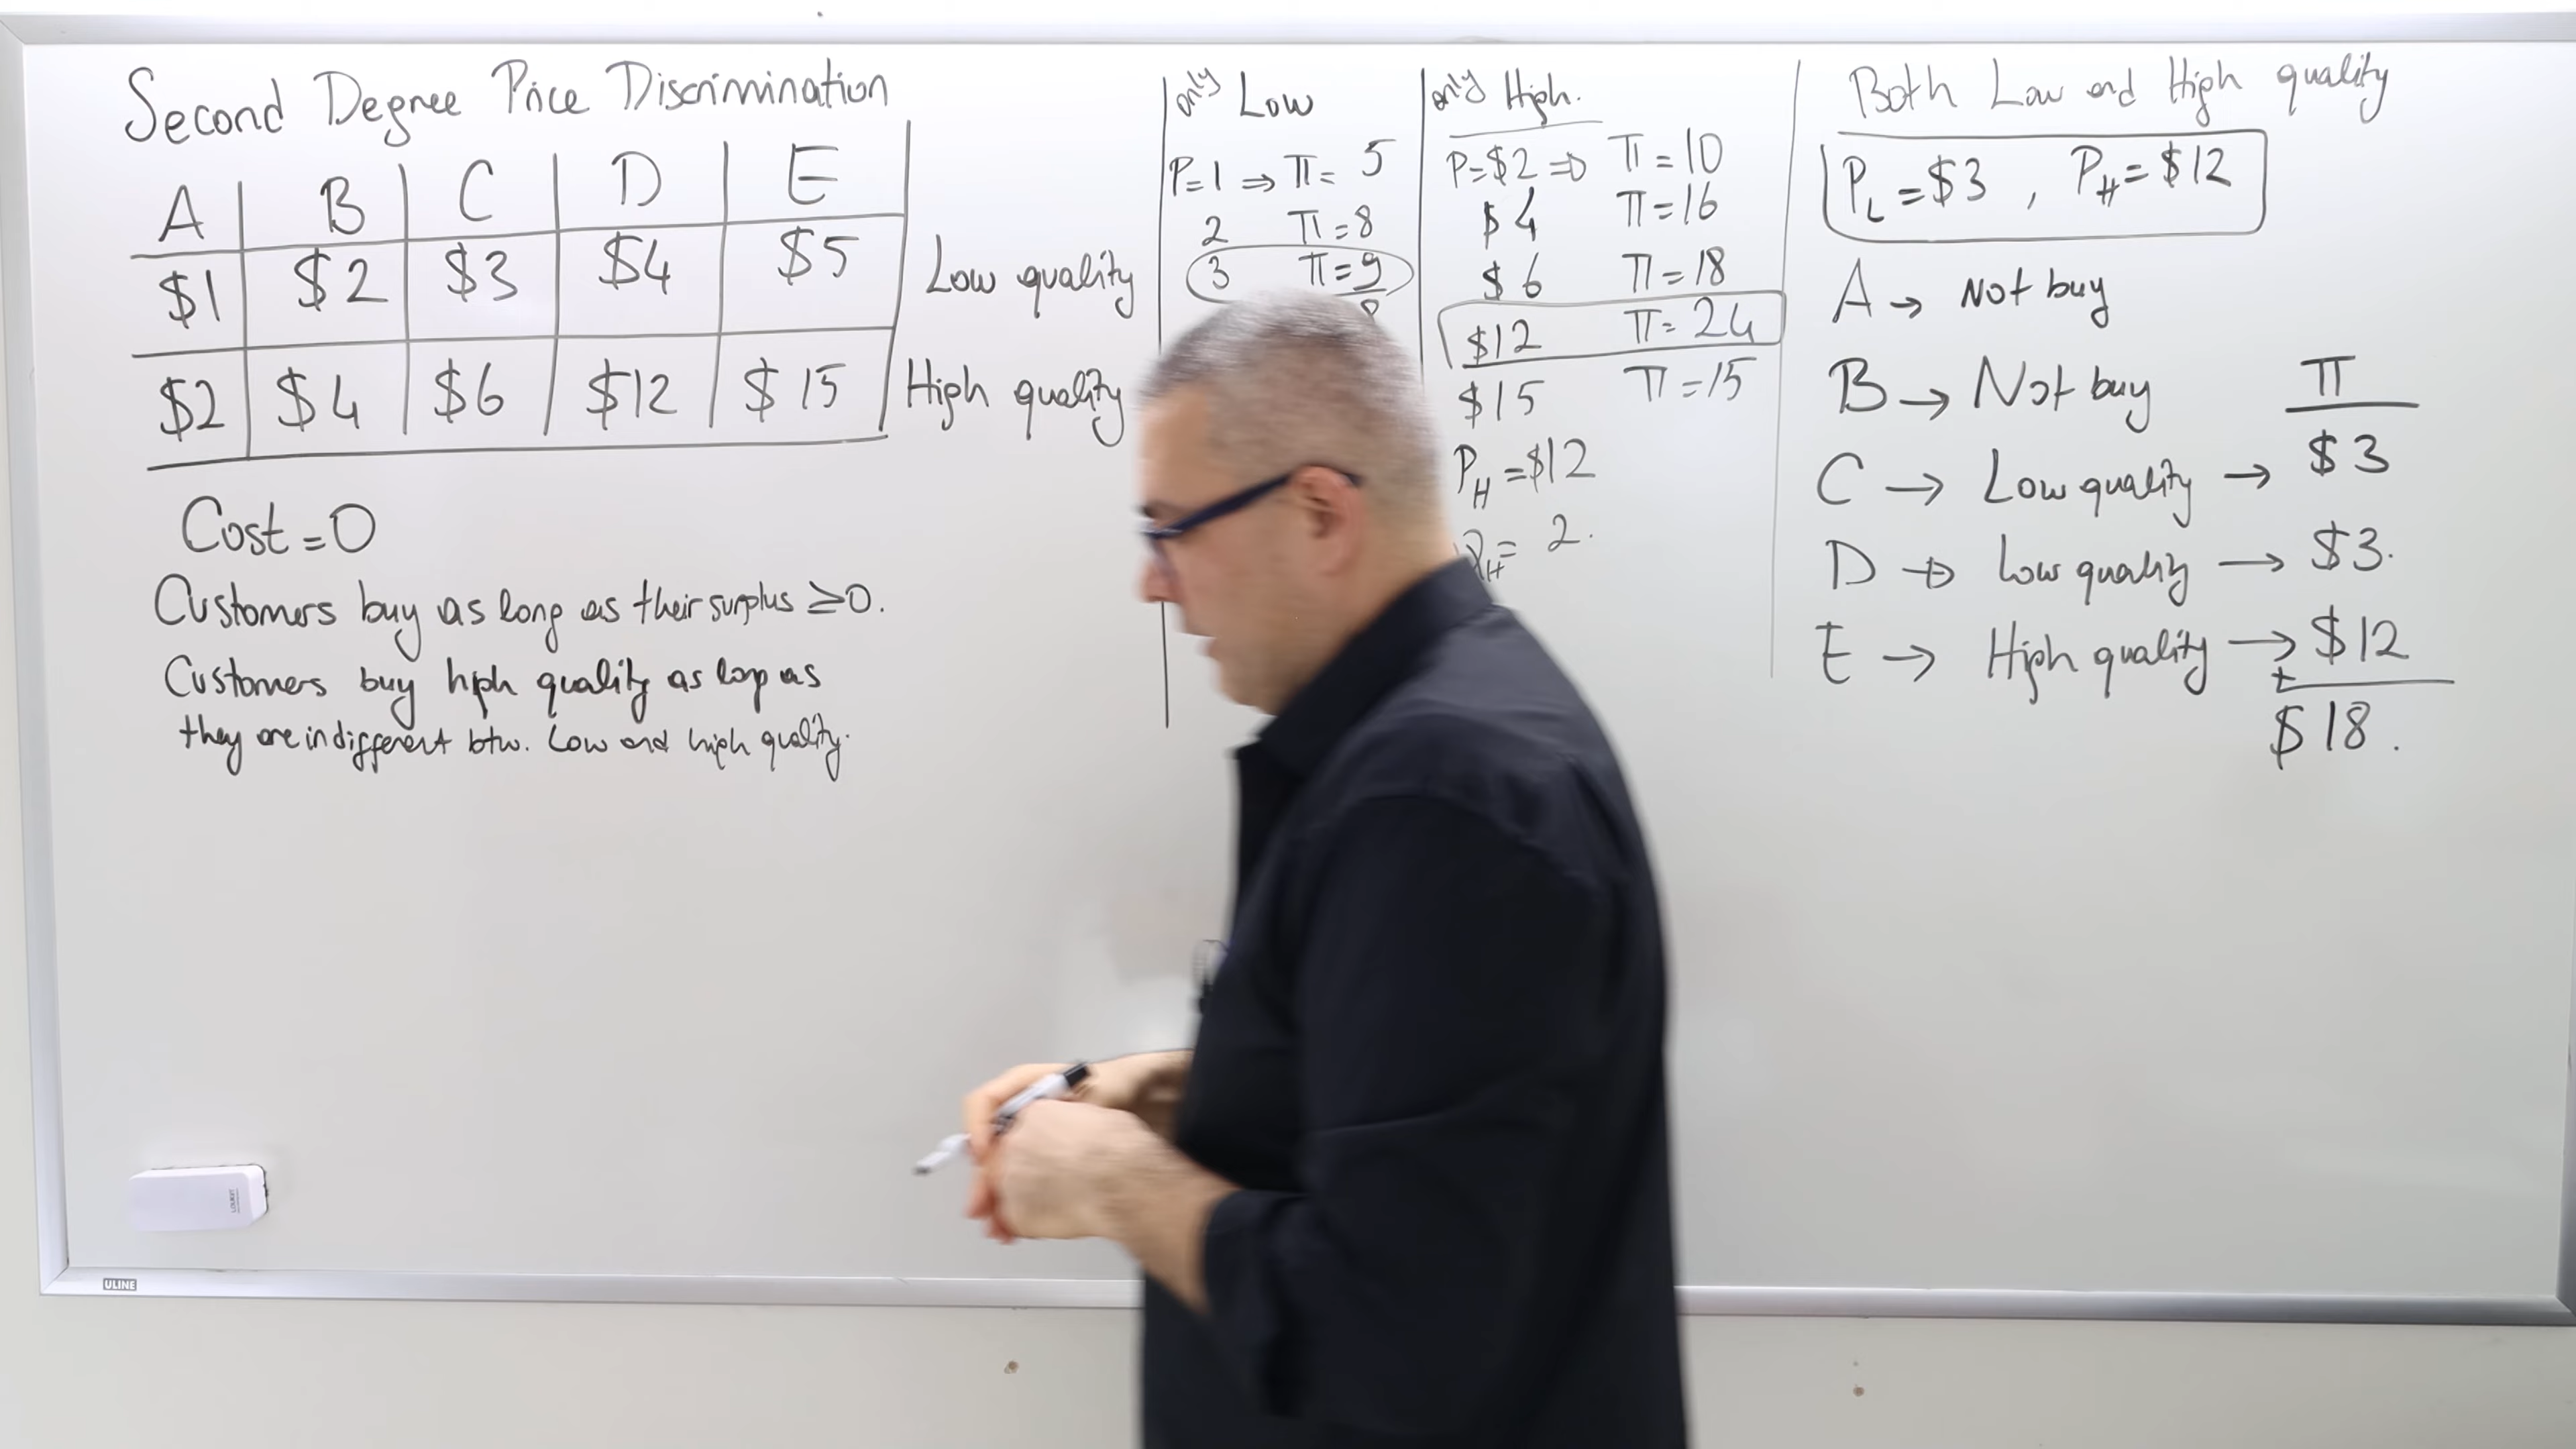 Second Degree Price Discrimination
A B C D E
$1 $2 $3 $4 $5 Low quality
$2 $4 $6 $12 $15 High quality
Cost = 0
Customers buy as long as their surplus ≥ 0.
Customers buy high quality as long as
they are indifferent btw. Low and high quality.
only Low
P=1 ⇒ π = 5
2 π = 8
3 π = 9
8
only High.
P=$2 ⇒ π = 10
$4 π = 16
$6 π = 18
$12 π = 24
$15 π = 15
P_H = $12
H = 2.
Both Low and High quality
P_L = $3 , P_H = $12
A → Not buy
B → Not buy
π
C → Low quality → $3
D → Low quality → $3.
E → High quality → $12
+
$18.
LOUKIST
ULINE